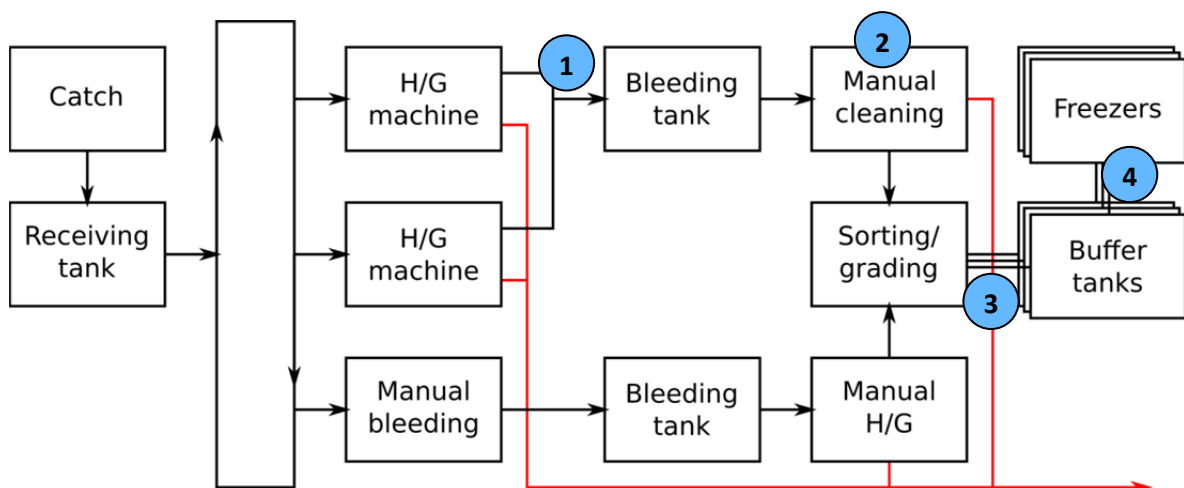 Catch
Receiving
tank
H/G
machine
H/G
machine
Manual
bleeding
1
Bleeding
tank
Bleeding
tank
2
Manual
cleaning
Sorting/
grading
Manual
H/G
3
Freezers
4
Buffer
tanks